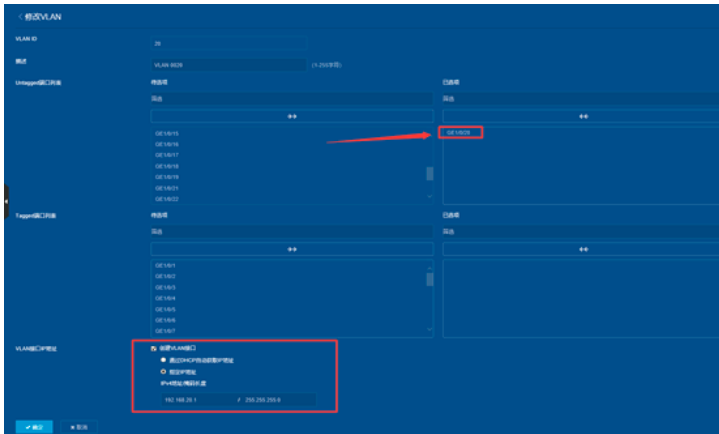 〈 修改VLAN
VLAN ID
20
描述
VLAN 0020
(1-255字符)
Untagged接口列表
待选项
已选项
筛选
筛选
GE1/0/15
GE1/0/16
GE1/0/17
GE1/0/18
GE1/0/19
GE1/0/21
GE1/0/22
GE1/0/20
Tagged接口列表
待选项
已选项
筛选
筛选
GE1/0/1
GE1/0/2
GE1/0/3
GE1/0/4
GE1/0/5
GE1/0/6
GE1/0/7
VLAN接口IP地址
创建VLAN接口
通过DHCP自动获取IP地址
指定IP地址
IPv4地址/掩码长度
192.168.20.1 / 255.255.255.0
确定
取消